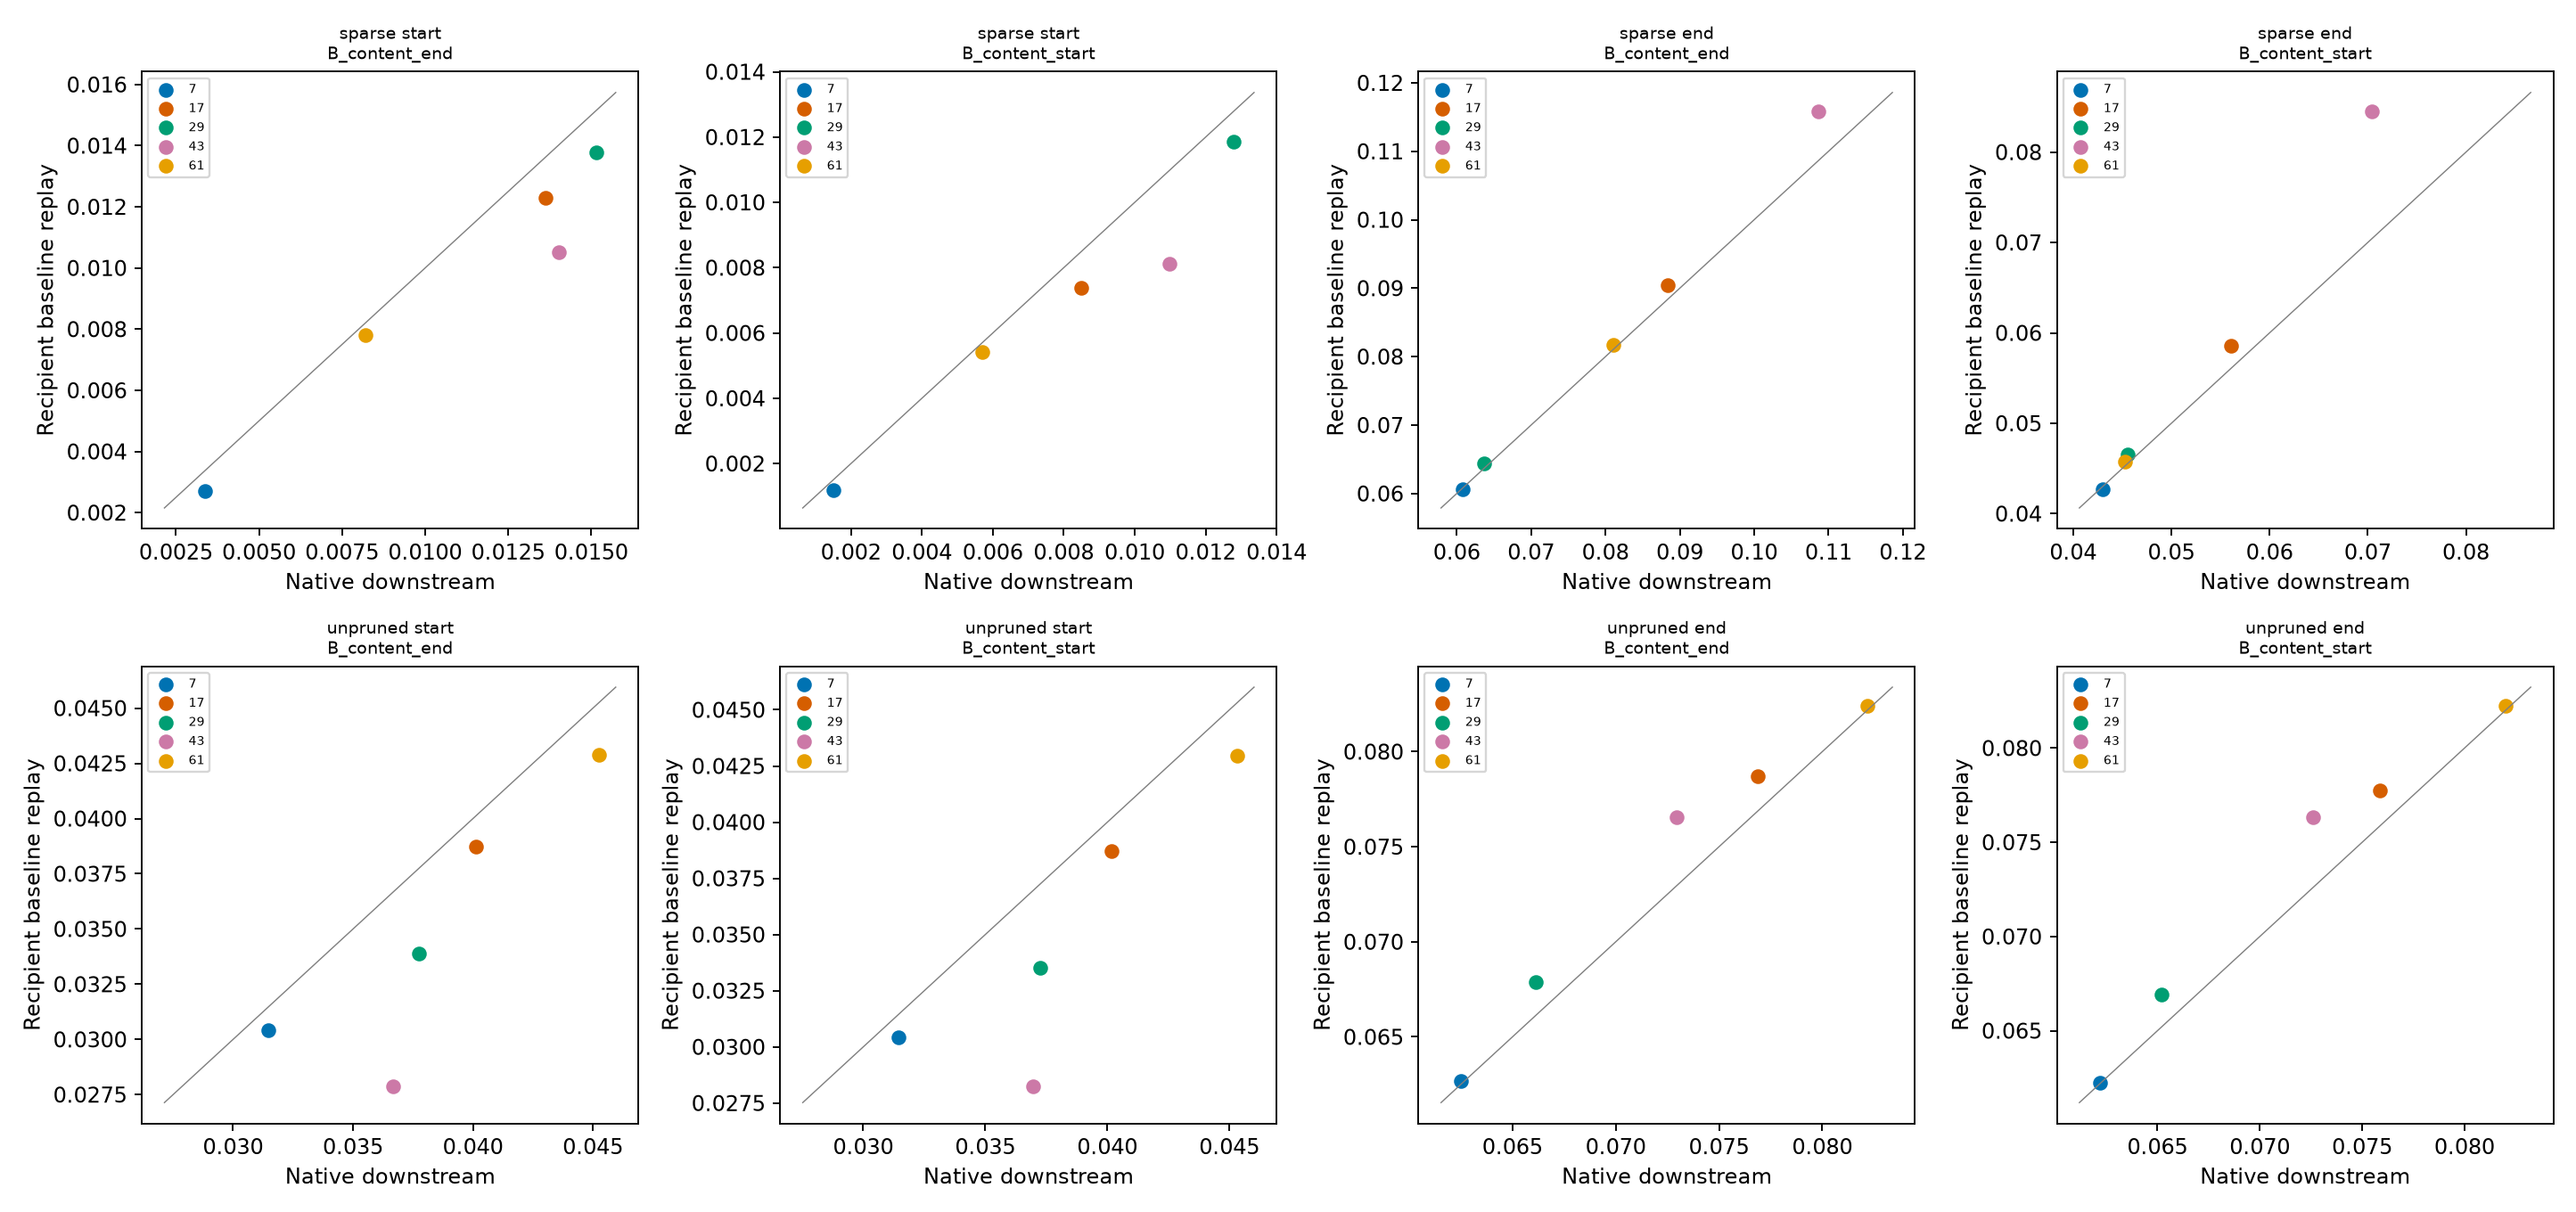 sparse start
B_content_end
0.016
0.014
0.012
0.010
0.008
0.006
0.004
0.002
Recipient baseline replay
7
17
29
43
61
0.0025 0.0050 0.0075 0.0100 0.0125 0.0150
Native downstream
sparse start
B_content_start
0.014
0.012
0.010
0.008
0.006
0.004
0.002
Recipient baseline replay
7
17
29
43
61
0.002 0.004 0.006 0.008 0.010 0.012 0.014
Native downstream
sparse end
B_content_end
0.12
0.11
0.10
0.09
0.08
0.07
0.06
Recipient baseline replay
7
17
29
43
61
0.06 0.07 0.08 0.09 0.10 0.11 0.12
Native downstream
sparse end
B_content_start
0.08
0.07
0.06
0.05
0.04
Recipient baseline replay
7
17
29
43
61
0.04 0.05 0.06 0.07 0.08
Native downstream
unpruned start
B_content_end
0.0450
0.0425
0.0400
0.0375
0.0350
0.0325
0.0300
0.0275
Recipient baseline replay
7
17
29
43
61
0.030 0.035 0.040 0.045
Native downstream
unpruned start
B_content_start
0.0450
0.0425
0.0400
0.0375
0.0350
0.0325
0.0300
0.0275
Recipient baseline replay
7
17
29
43
61
0.030 0.035 0.040 0.045
Native downstream
unpruned end
B_content_end
0.080
0.075
0.070
0.065
Recipient baseline replay
7
17
29
43
61
0.065 0.070 0.075 0.080
Native downstream
unpruned end
B_content_start
0.080
0.075
0.070
0.065
Recipient baseline replay
7
17
29
43
61
0.065 0.070 0.075 0.080
Native downstream